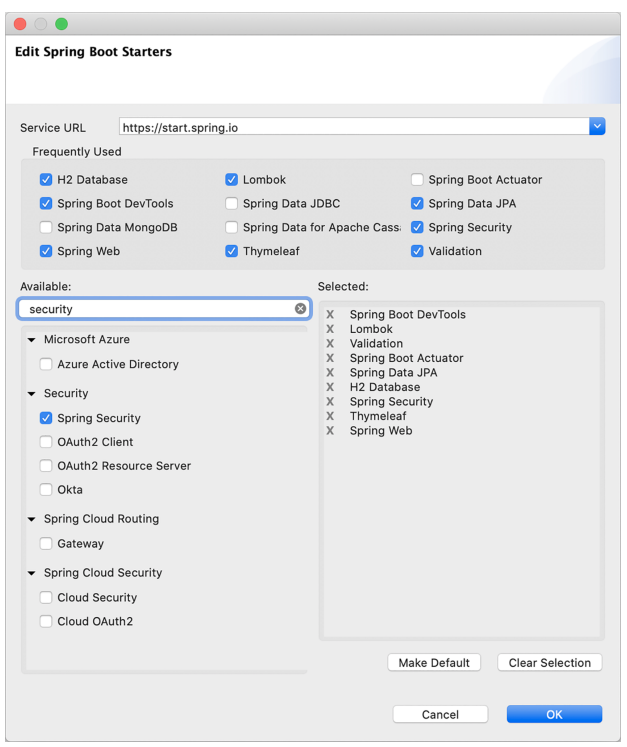 Edit Spring Boot Starters
Service URL https://start.spring.io
Frequently Used
H2 Database Lombok Spring Boot Actuator
Spring Boot DevTools Spring Data JDBC Spring Data JPA
Spring Data MongoDB Spring Data for Apache Cass Spring Security
Spring Web Thymeleaf Validation
Available:
security
Microsoft Azure
Azure Active Directory
Security
Spring Security
OAuth2 Client
OAuth2 Resource Server
Okta
Spring Cloud Routing
Gateway
Spring Cloud Security
Cloud Security
Cloud OAuth2
Selected:
X Spring Boot DevTools
X Lombok
X Validation
X Spring Boot Actuator
X Spring Data JPA
X H2 Database
X Spring Security
X Thymeleaf
X Spring Web
Make Default Clear Selection
Cancel OK